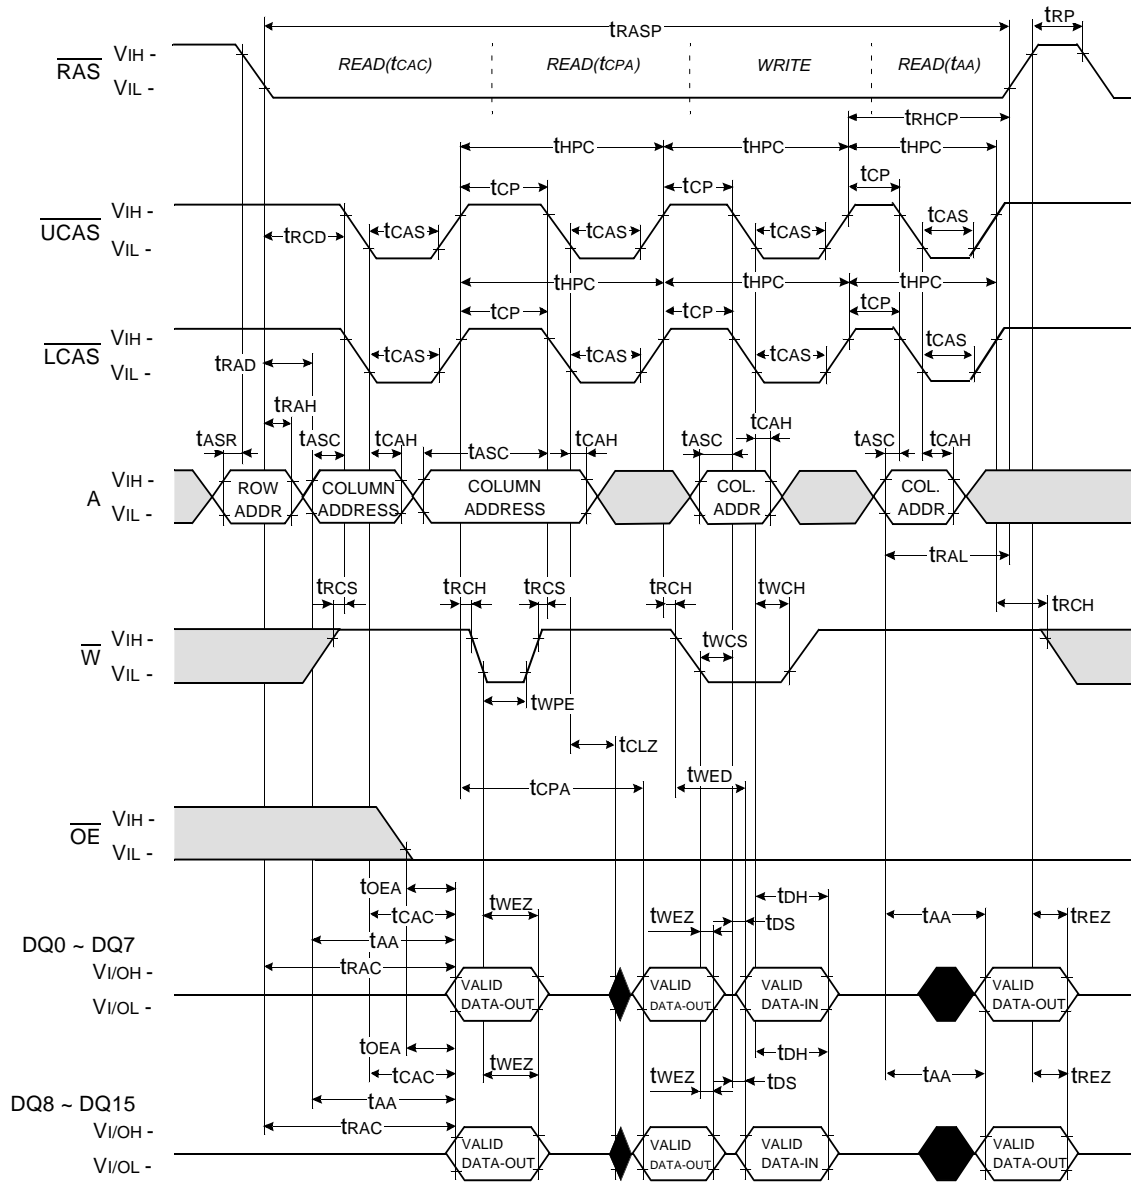 tRASP
tRP
RAS
VIH -
VIL -
READ(tCAC)
READ(tCPA)
WRITE
READ(tAA)
tRHCP
tHPC
tHPC
tHPC
tCP
tCP
tCP
UCAS
VIH -
VIL -
tRCD
tCAS
tCAS
tCAS
tCAS
tHPC
tHPC
tHPC
tCP
tCP
tCP
LCAS
VIH -
VIL -
tRAD
tCAS
tCAS
tCAS
tCAS
tRAH
tASR
tASC
tCAH
tASC
tCAH
tASC
tCAH
tASC
tCAH
A
VIH -
VIL -
ROW
ADDR
COLUMN
ADDRESS
COLUMN
ADDRESS
COL.
ADDR
COL.
ADDR
tRAL
tRCS
tRCH
tRCS
tRCH
tWCH
tRCH
W
VIH -
VIL -
tWCS
tWPE
tCLZ
tCPA
tWED
OE
VIH -
VIL -
tOEA
tCAC
tAA
tRAC
tWEZ
tWEZ
tDH
tDS
tAA
tREZ
DQ0 ~ DQ7
VI/OH -
VI/OL -
VALID
DATA-OUT
VALID
DATA-OUT
VALID
DATA-IN
VALID
DATA-OUT
tOEA
tCAC
tAA
tRAC
tWEZ
tWEZ
tDH
tDS
tAA
tREZ
DQ8 ~ DQ15
VI/OH -
VI/OL -
VALID
DATA-OUT
VALID
DATA-OUT
VALID
DATA-IN
VALID
DATA-OUT